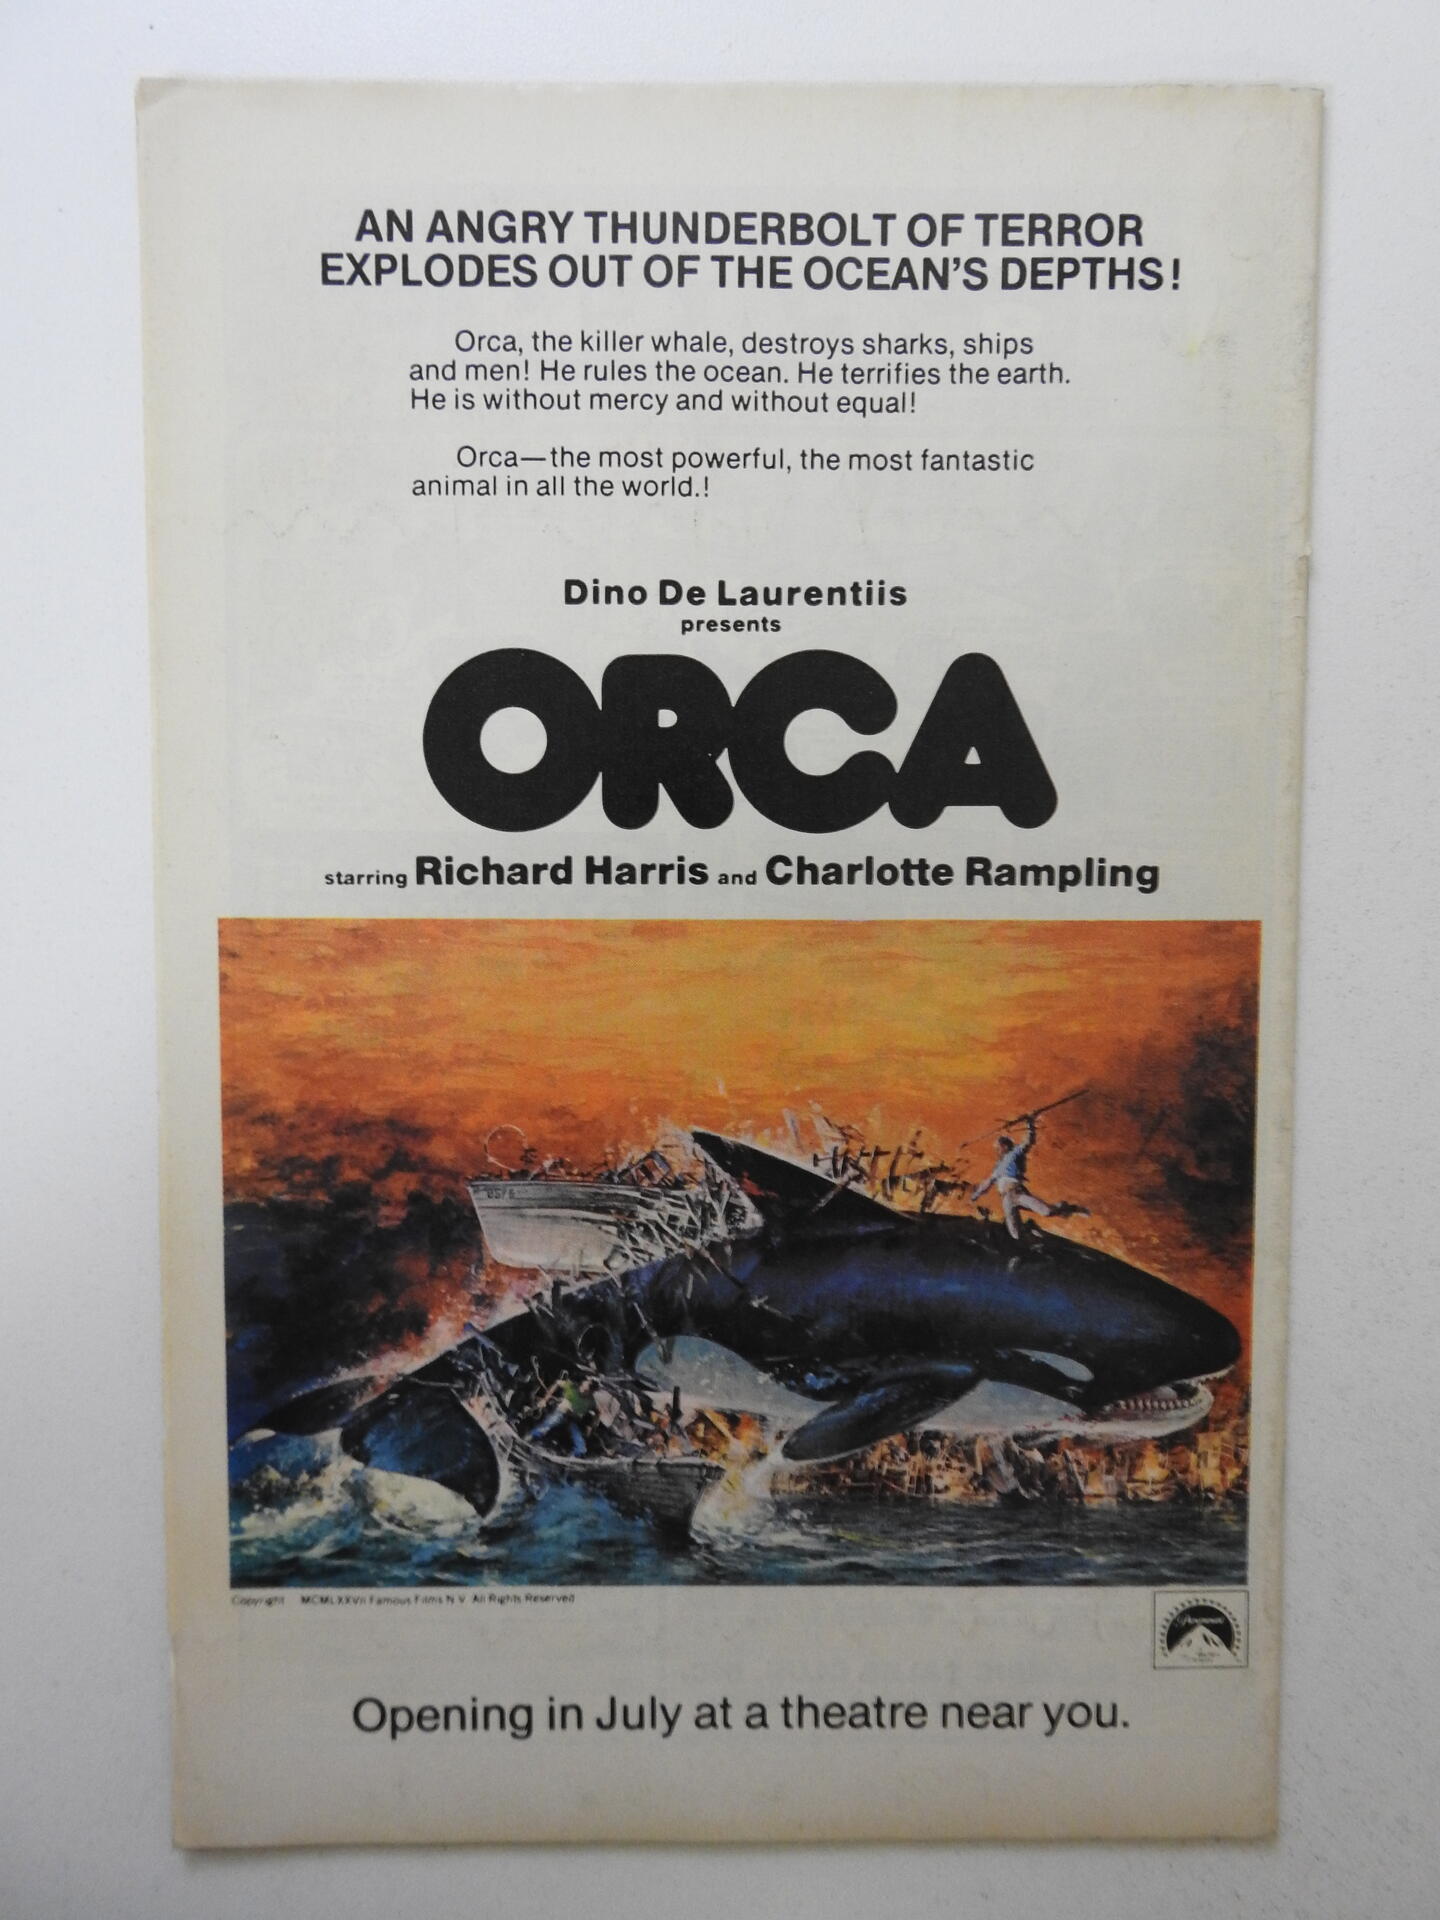 AN ANGRY THUNDERBOLT OF TERROR
EXPLODES OUT OF THE OCEAN'S DEPTHS!
Orca, the killer whale, destroys sharks, ships
and men! He rules the ocean. He terrifies the earth.
He is without mercy and without equal!
Orca—the most powerful, the most fantastic
animal in all the world.!
Dino De Laurentiis
presents
ORCA
starring Richard Harris and Charlotte Rampling
Copyright MCMLXXVII Famous Films N.V. All Rights Reserved
Paramount
Opening in July at a theatre near you.